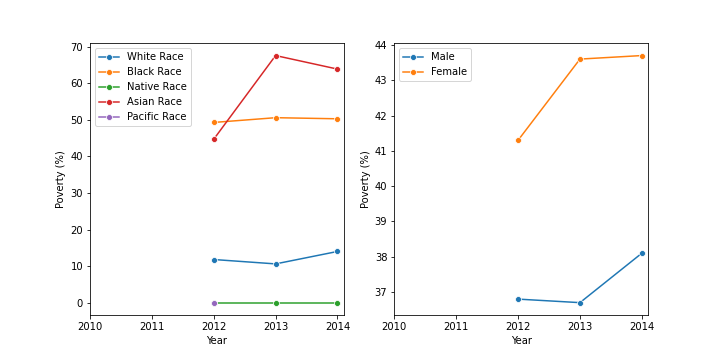 70
60
50
40
30
20
10
0
Poverty (%)
White Race
Black Race
Native Race
Asian Race
Pacific Race
2010 2011 2012 2013 2014
Year
44
43
42
41
40
39
38
37
Poverty (%)
Male
Female
2010 2011 2012 2013 2014
Year